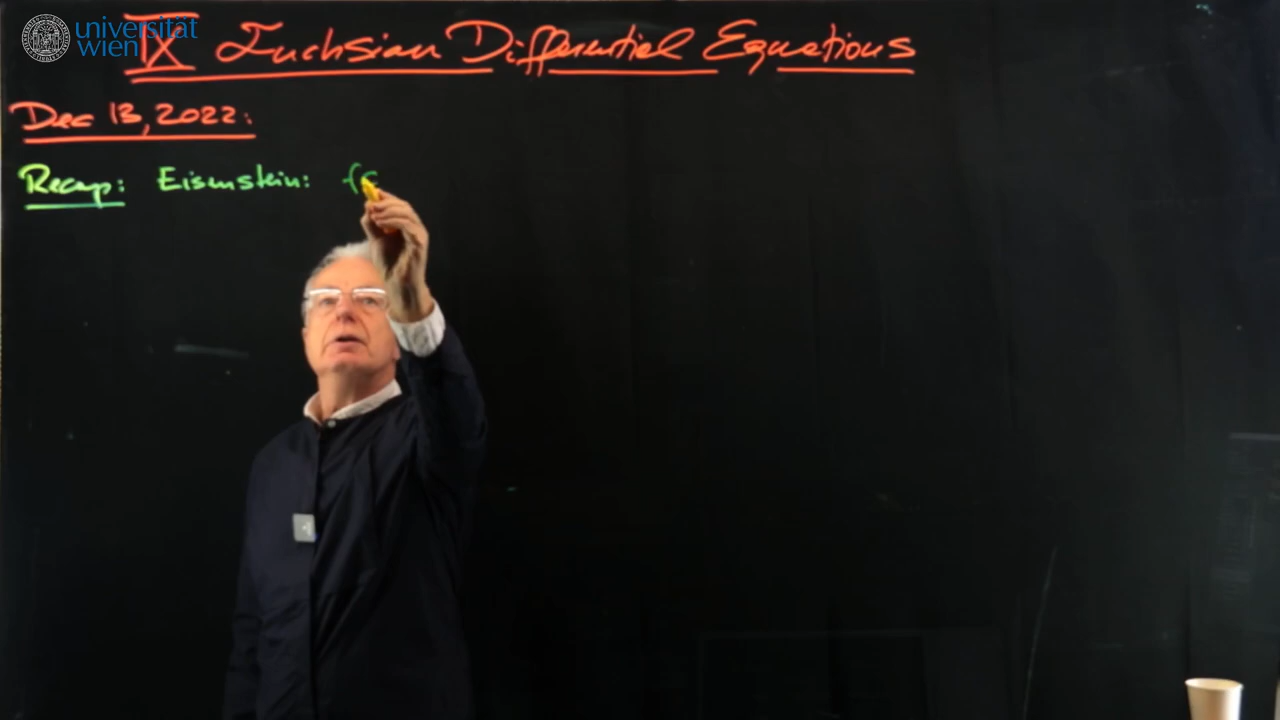 universität
wien
IX Fuchsian Differential Equations
Dec 13, 2022:
Recap: Eisenstein: f